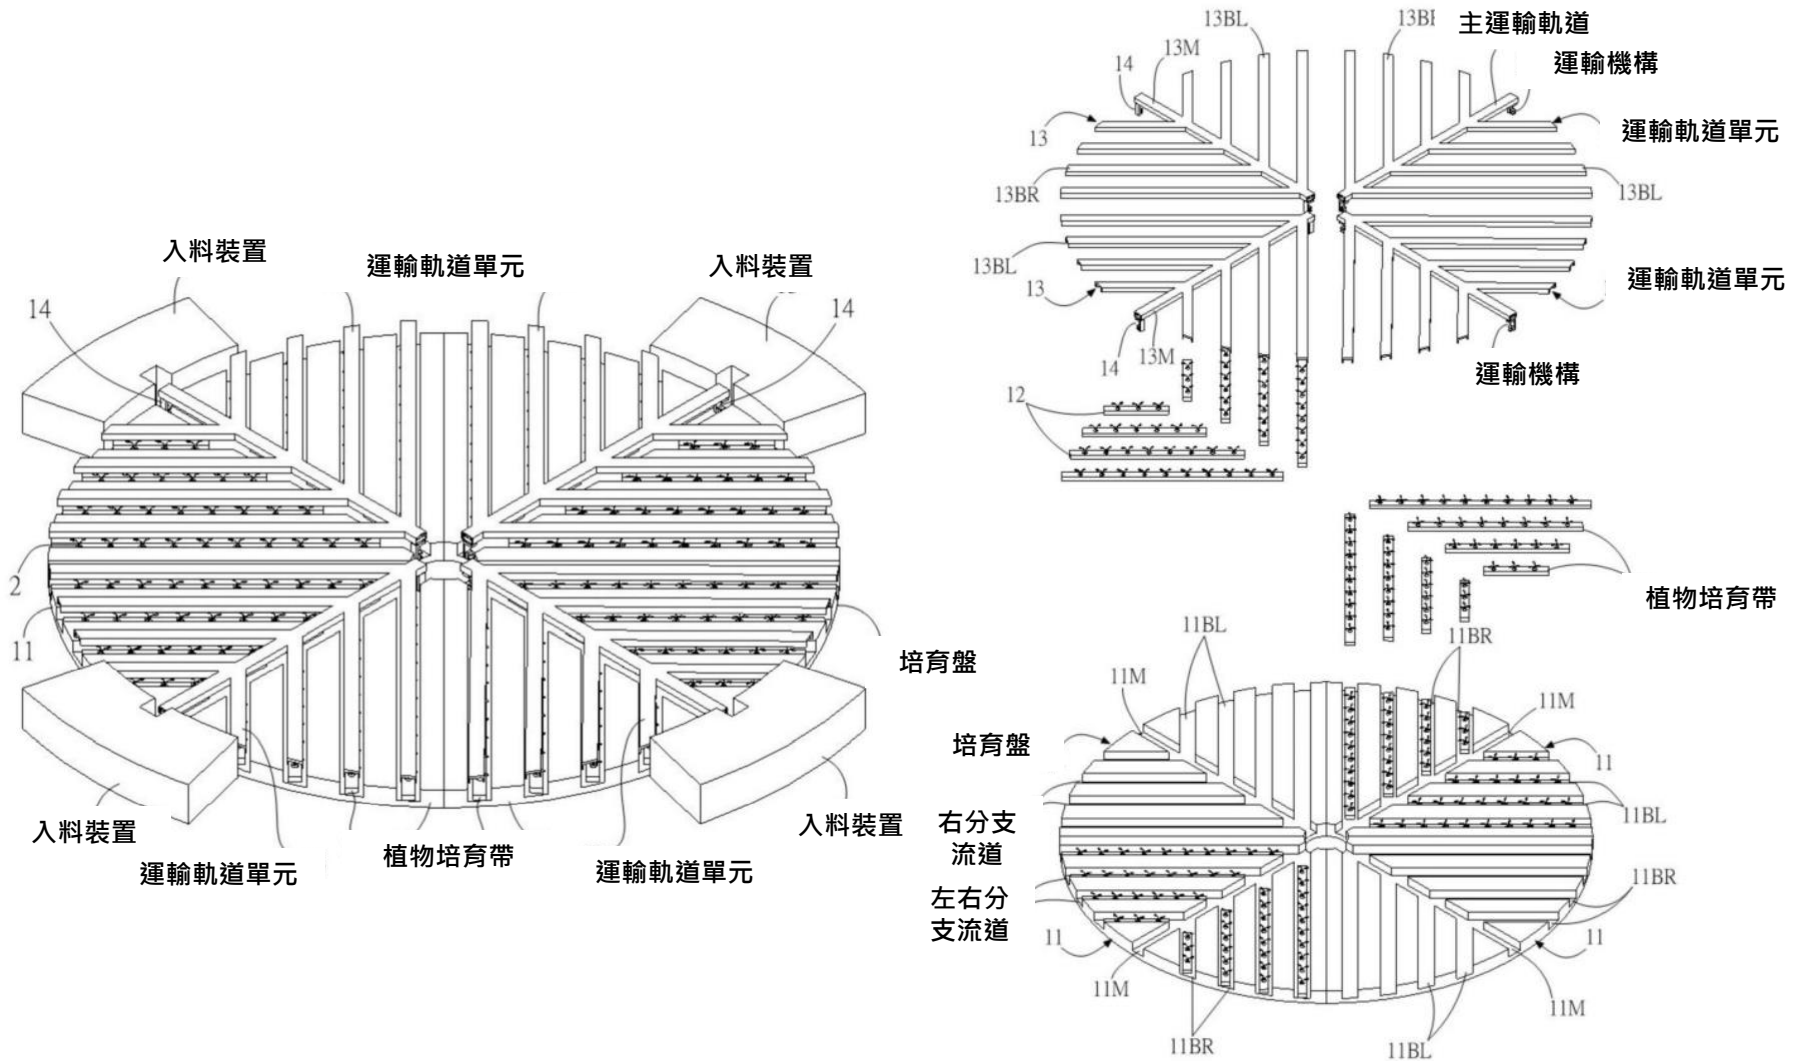 入料裝置
運輸軌道單元
入料裝置
14
14
2
11
培育盤
入料裝置
運輸軌道單元
植物培育帶
運輸軌道單元
入料裝置
13BL
主運輸軌道
13M
運輸機構
14
13
運輸軌道單元
13BR
13BL
13BL
13
運輸軌道單元
14
13M
運輸機構
12
植物培育帶
11BL
11BR
11M
11M
培育盤
11
右分支
流道
11BL
左右分
支流道
11BR
11
11
11M
11M
11BR
11BL